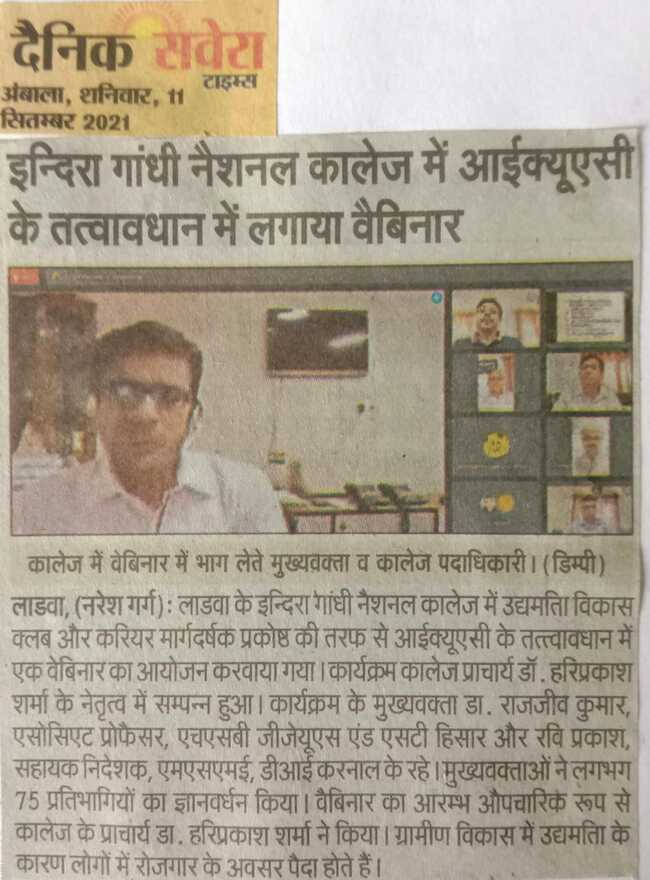 दैनिक सवेरा
टाइम्स
अंबाला, शनिवार, 11
सितम्बर 2021
इन्दिरा गांधी नैशनल कालेज में आईक्यूएसी
के तत्वावधान में लगाया वैबिनार
कालेज में वेबिनार में भाग लेते मुख्यवक्ता व कालेज पदाधिकारी। (डिम्पी)
लाडवा, (नरेश गर्ग): लाडवा के इन्दिरा गांधी नैशनल कालेज में उद्यमतिा विकास
क्लब और करियर मार्गदर्षक प्रकोष्ठ की तरफ से आईक्यूएसी के तत्त्वावधान में
एक वेबिनार का आयोजन करवाया गया। कार्यक्रम कालेज प्राचार्य डॉ. हरिप्रकाश
शर्मा के नेतृत्व में सम्पन्न हुआ। कार्यक्रम के मुख्यवक्ता डा. राजजीव कुमार,
एसोसिएट प्रोफैसर, एचएसबी जीजेयूएस एंड एसटी हिसार और रवि प्रकाश,
सहायक निदेशक, एमएसएमई, डीआई करनाल के रहे। मुख्यवक्ताओं ने लगभग
75 प्रतिभागियों का ज्ञानवर्धन किया। वैबिनार का आरम्भ औपचारिक रूप से
कालेज के प्राचार्य डा. हरिप्रकाश शर्मा ने किया। ग्रामीण विकास में उद्यमतिा के
कारण लोगों में रोजगार के अवसर पैदा होते हैं।